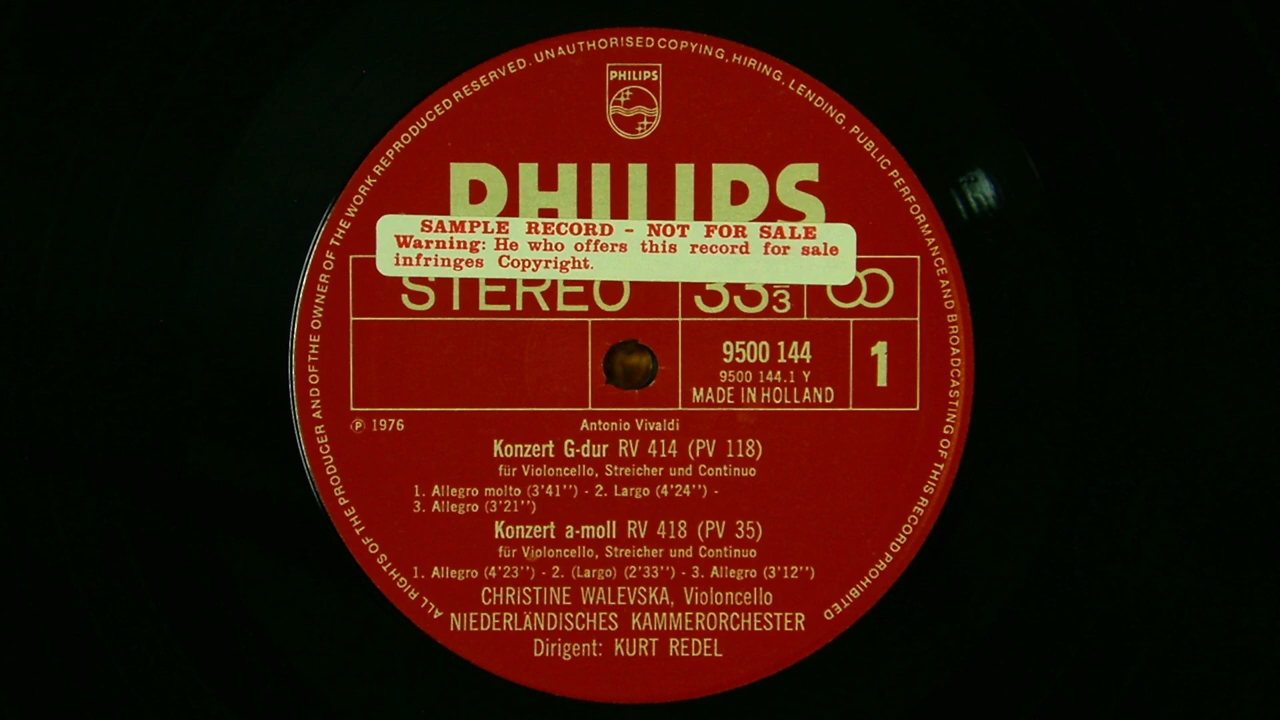 ALL RIGHTS OF THE PRODUCER AND OF THE OWNER OF THE WORK REPRODUCED RESERVED. UNAUTHORISED COPYING, HIRING, LENDING, PUBLIC PERFORMANCE AND BROADCASTING OF THIS RECORD PROHIBITED
PHILIPS
PHILIPS
SAMPLE RECORD - NOT FOR SALE
Warning: He who offers this record for sale
infringes Copyright.
STEREO 33 1/3
9500 144 1
9500 144.1 Y
MADE IN HOLLAND
℗ 1976 Antonio Vivaldi
Konzert G-dur RV 414 (PV 118)
für Violoncello, Streicher und Continuo
1. Allegro molto (3'41'') - 2. Largo (4'24'') -
3. Allegro (3'21'')
Konzert a-moll RV 418 (PV 35)
für Violoncello, Streicher und Continuo
1. Allegro (4'23'') - 2. (Largo) (2'33'') - 3. Allegro (3'12'')
CHRISTINE WALEVSKA, Violoncello
NIEDERLÄNDISCHES KAMMERORCHESTER
Dirigent: KURT REDEL